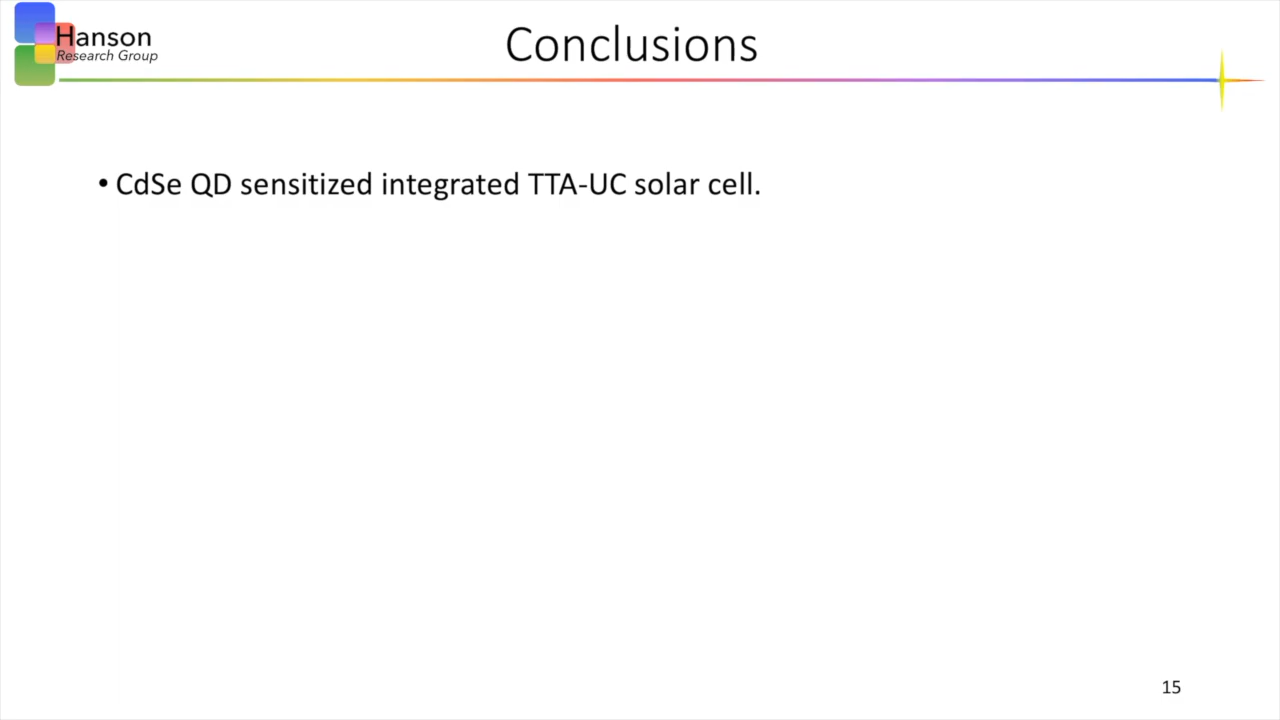 Hanson
Research Group
Conclusions
• CdSe QD sensitized integrated TTA-UC solar cell.
15